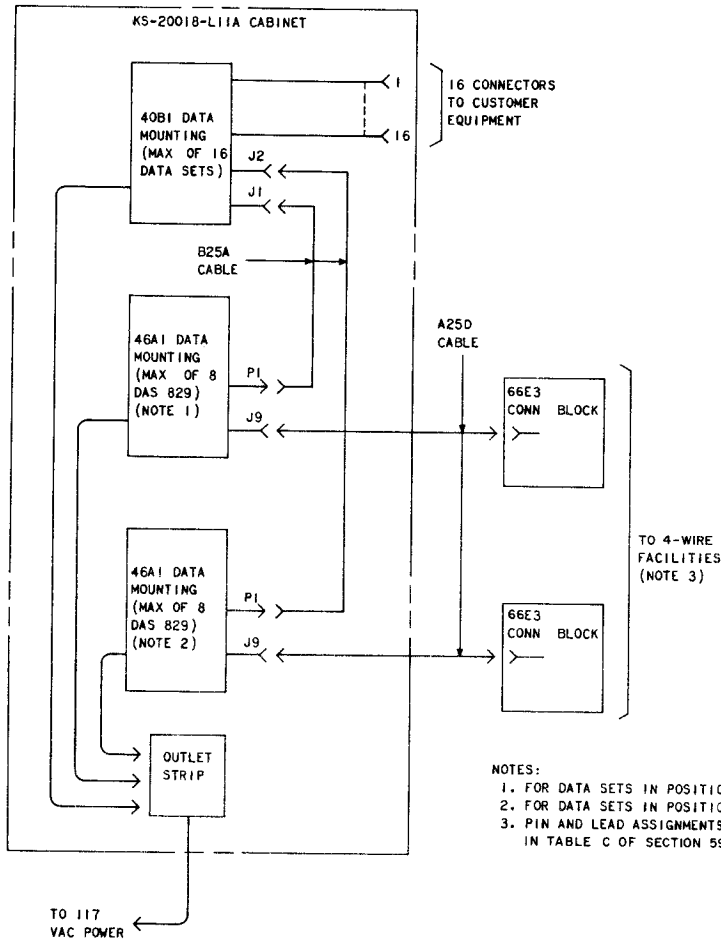 KS-20018-L11A CABINET
40B1 DATA
MOUNTING
(MAX OF 16
DATA SETS)
J2
J1
1
16
16 CONNECTORS
TO CUSTOMER
EQUIPMENT
B25A
CABLE
46A1 DATA
MOUNTING
(MAX OF 8
DAS 829)
(NOTE 1)
P1
J9
A25D
CABLE
66E3
CONN BLOCK
46A1 DATA
MOUNTING
(MAX OF 8
DAS 829)
(NOTE 2)
P1
J9
66E3
CONN BLOCK
TO 4-WIRE
FACILITIES
(NOTE 3)
OUTLET
STRIP
TO 117
VAC POWER
NOTES:
1. FOR DATA SETS IN
2. FOR DATA SETS IN
3. PIN AND LEAD ASSIGNMENTS
IN TABLE C OF SECTION